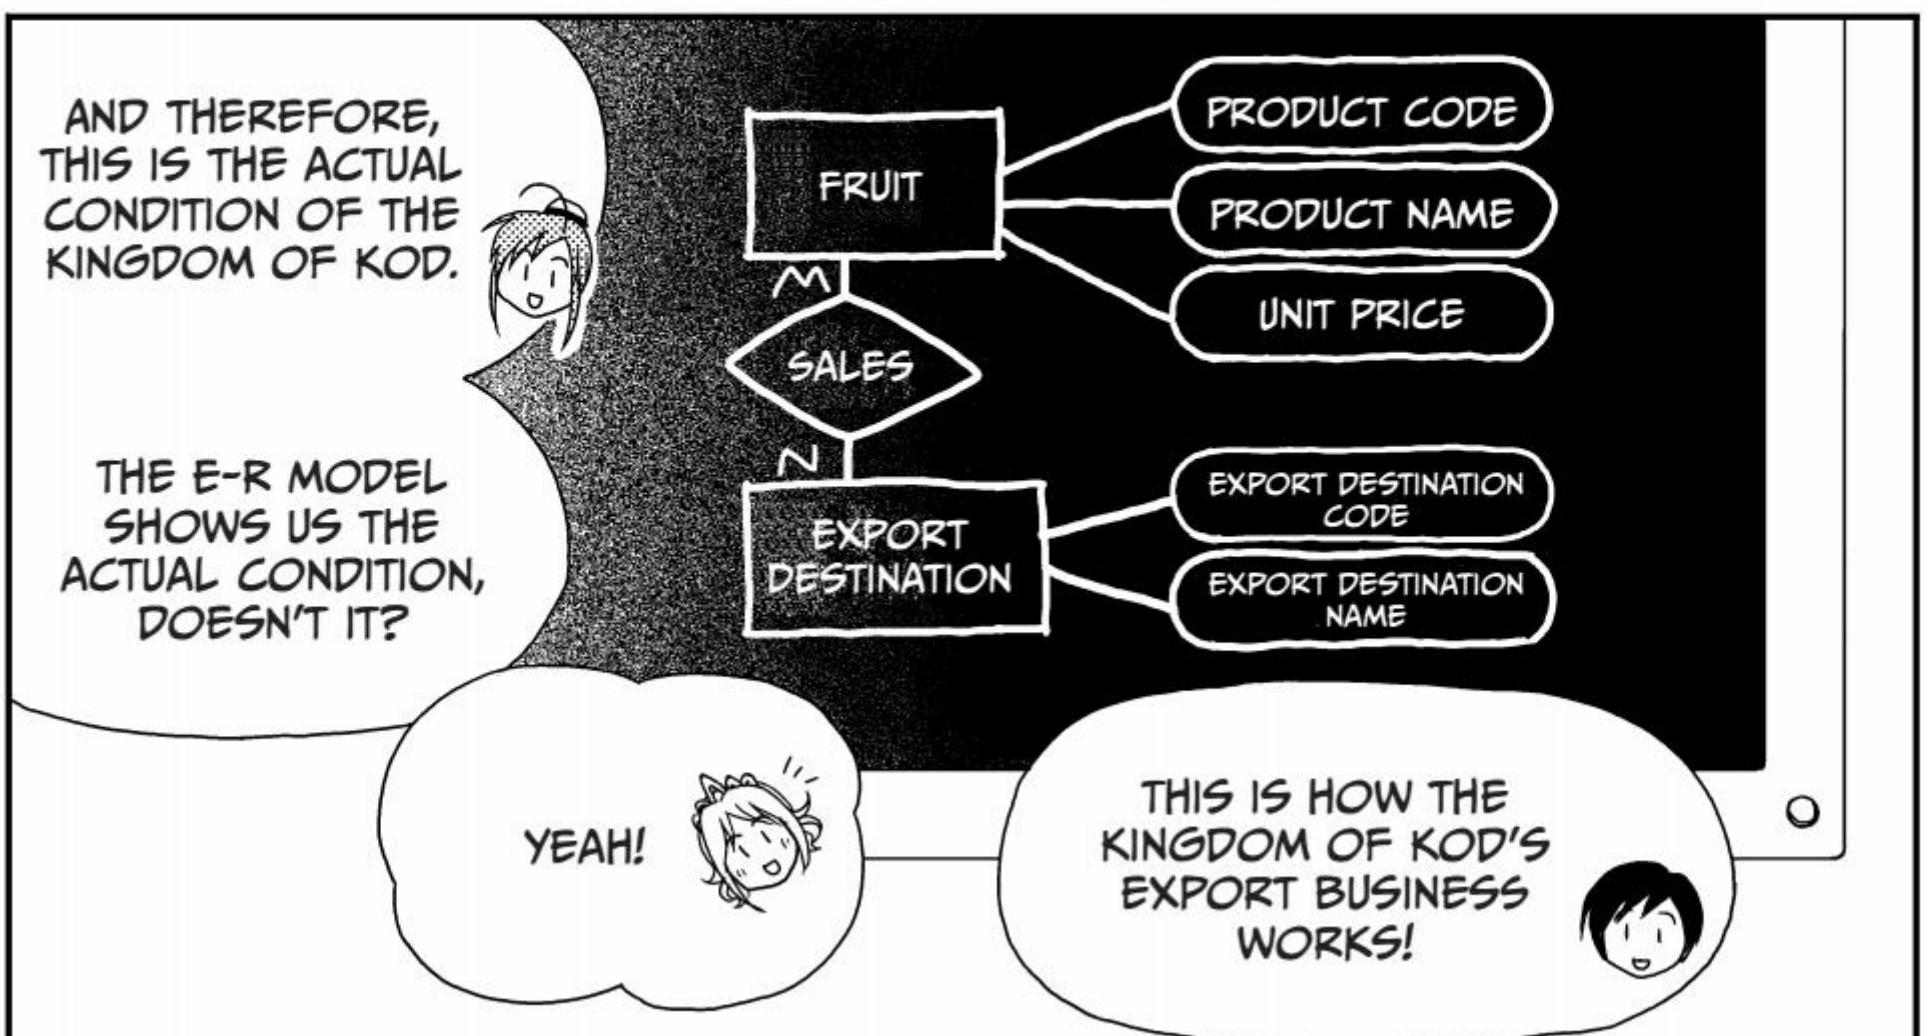 AND THEREFORE,
THIS IS THE ACTUAL
CONDITION OF THE
KINGDOM OF KOD.
THE E-R MODEL
SHOWS US THE
ACTUAL CONDITION,
DOESN'T IT?
FRUIT
PRODUCT CODE
PRODUCT NAME
UNIT PRICE
M
SALES
N
EXPORT
DESTINATION
EXPORT DESTINATION
CODE
EXPORT DESTINATION
NAME
YEAH!
THIS IS HOW THE
KINGDOM OF KOD'S
EXPORT BUSINESS
WORKS!